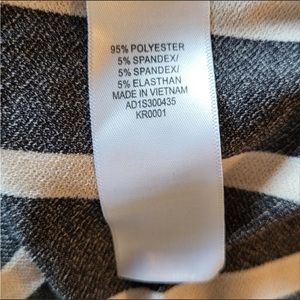 95% POLYESTER
5% SPANDEX/
5% SPANDEX/
5% ELASTHAN
MADE IN VIETNAM
AD1S300435
KR0001